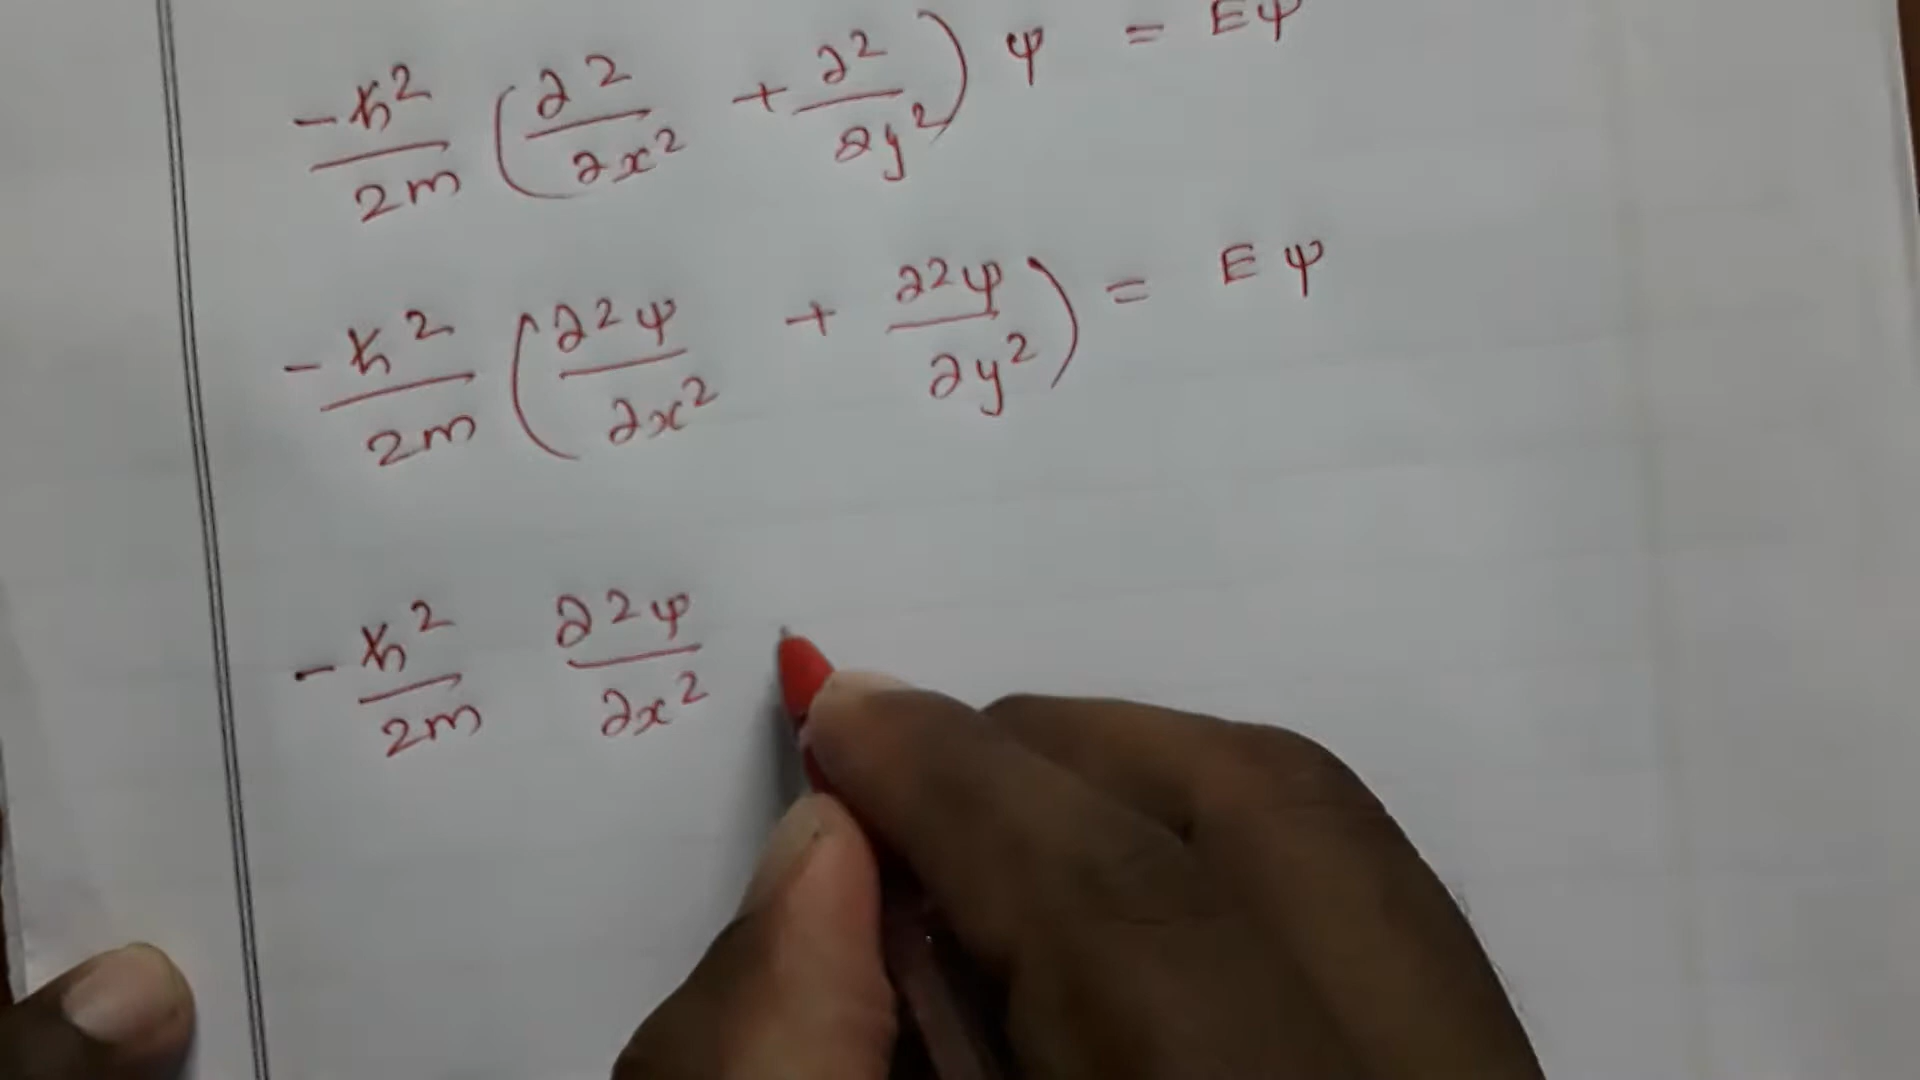 -ħ²/2m (∂²/∂x² + ∂²/∂y²) ψ = Eψ
-ħ²/2m (∂²ψ/∂x² + ∂²ψ/∂y²) = Eψ
-ħ²/2m ∂²ψ/∂x²